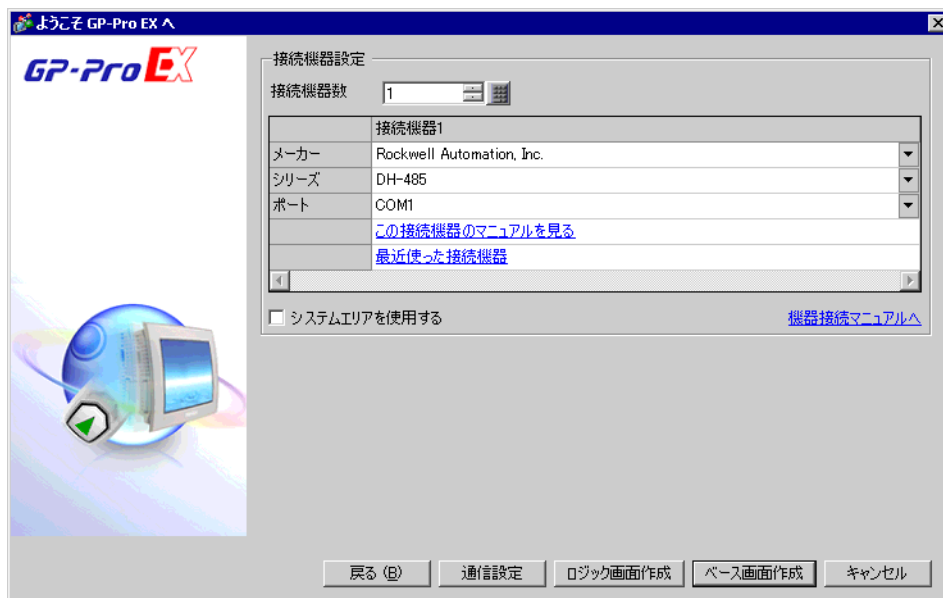 ようこそ GP-Pro EX へ
GP-Pro EX
接続機器設定
接続機器数 1
接続機器1
メーカー Rockwell Automation, Inc.
シリーズ DH-485
ポート COM1
この接続機器のマニュアルを見る
最近使った接続機器
システムエリアを使用する 機器接続マニュアルへ
戻る (B) 通信設定 ロジック画面作成 ベース画面作成 キャンセル